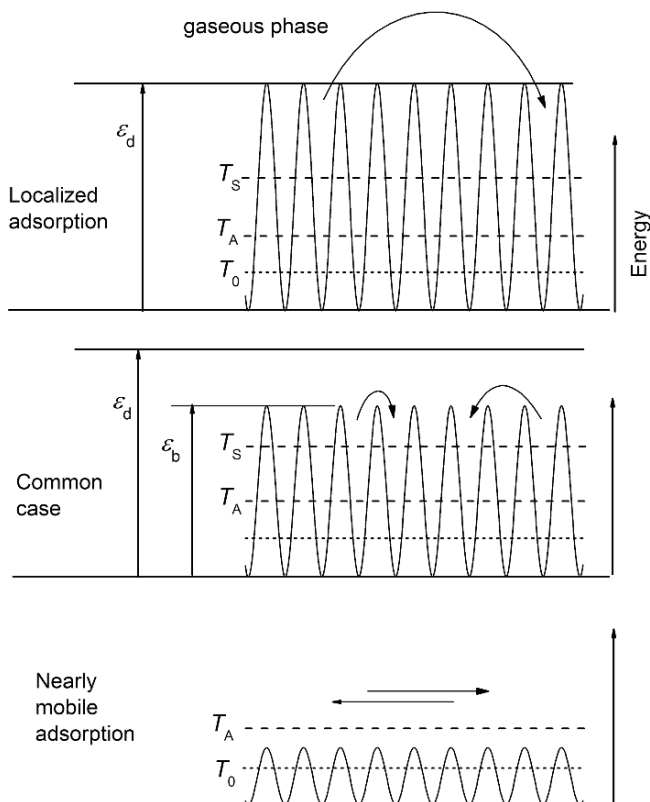 gaseous phase
ε_d
T_S
Localized
adsorption
T_A
T_0
Energy
ε_d
ε_b
T_S
Common
case
T_A
Nearly
mobile
adsorption
T_A
T_0